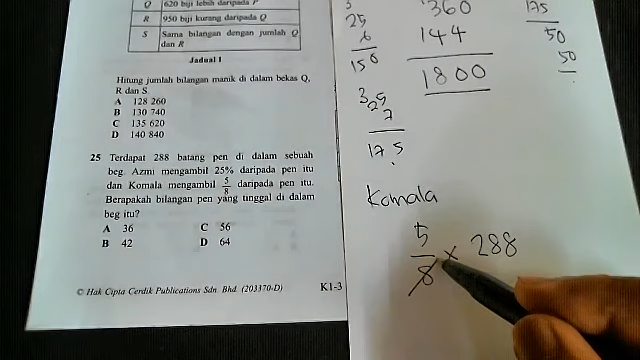 Q 620 biji lebih daripada P
R 950 biji kurang daripada Q
S Sama bilangan dengan jumlah Q dan R
Jadual 1
Hitung jumlah bilangan manik di dalam bekas Q,
R dan S.
A 128 260
B 130 740
C 135 620
D 140 840
25 Terdapat 288 batang pen di dalam sebuah
beg. Azmi mengambil 25% daripada pen itu
dan Komala mengambil 5/8 daripada pen itu.
Berapakah bilangan pen yang tinggal di dalam
beg itu?
A 36 C 56
B 42 D 64
© Hak Cipta Cerdik Publications Sdn. Bhd. (203370-D) K1-3
25
6
150
360
144
1800
175
50
50
3
25
7
175
Komala
5/8 × 288